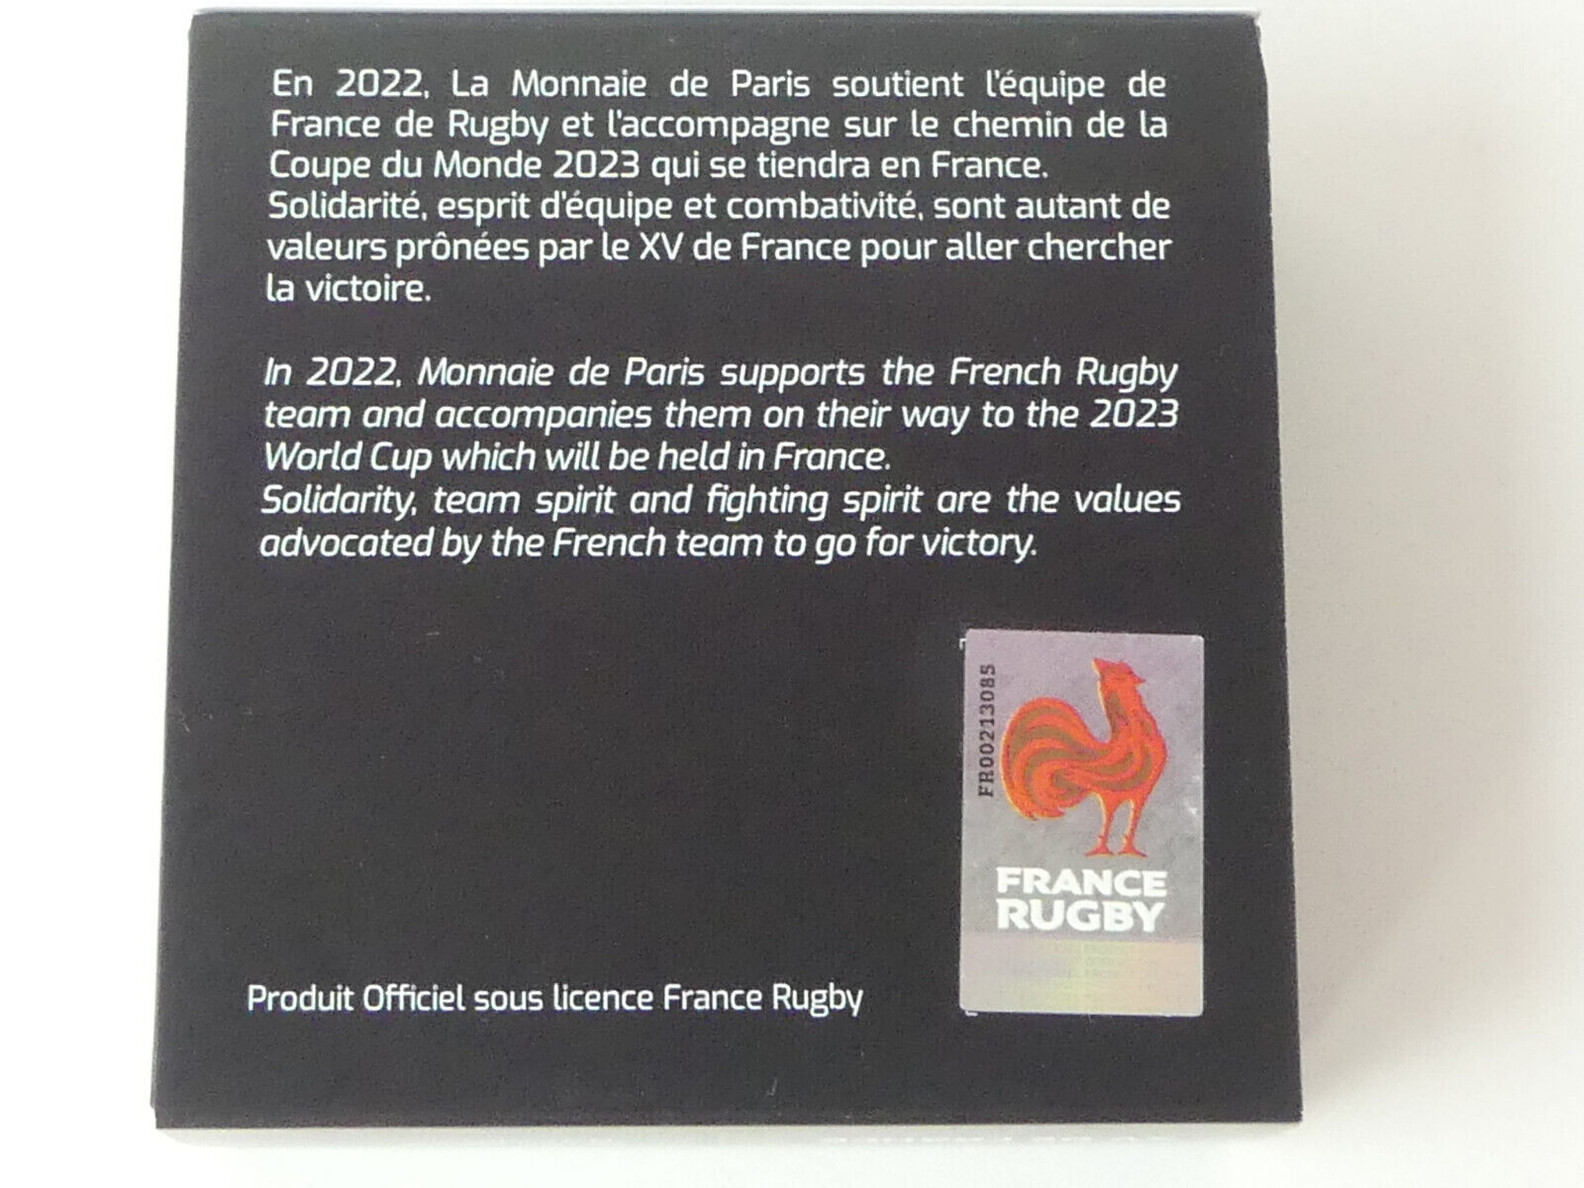 En 2022, La Monnaie de Paris soutient l'équipe de
France de Rugby et l'accompagne sur le chemin de la
Coupe du Monde 2023 qui se tiendra en France.
Solidarité, esprit d'équipe et combativité, sont autant de
valeurs prônées par le XV de France pour aller chercher
la victoire.
In 2022, Monnaie de Paris supports the French Rugby
team and accompanies them on their way to the 2023
World Cup which will be held in France.
Solidarity, team spirit and fighting spirit are the values
advocated by the French team to go for victory.
FR00213085
FRANCE
RUGBY
Produit Officiel sous licence France Rugby